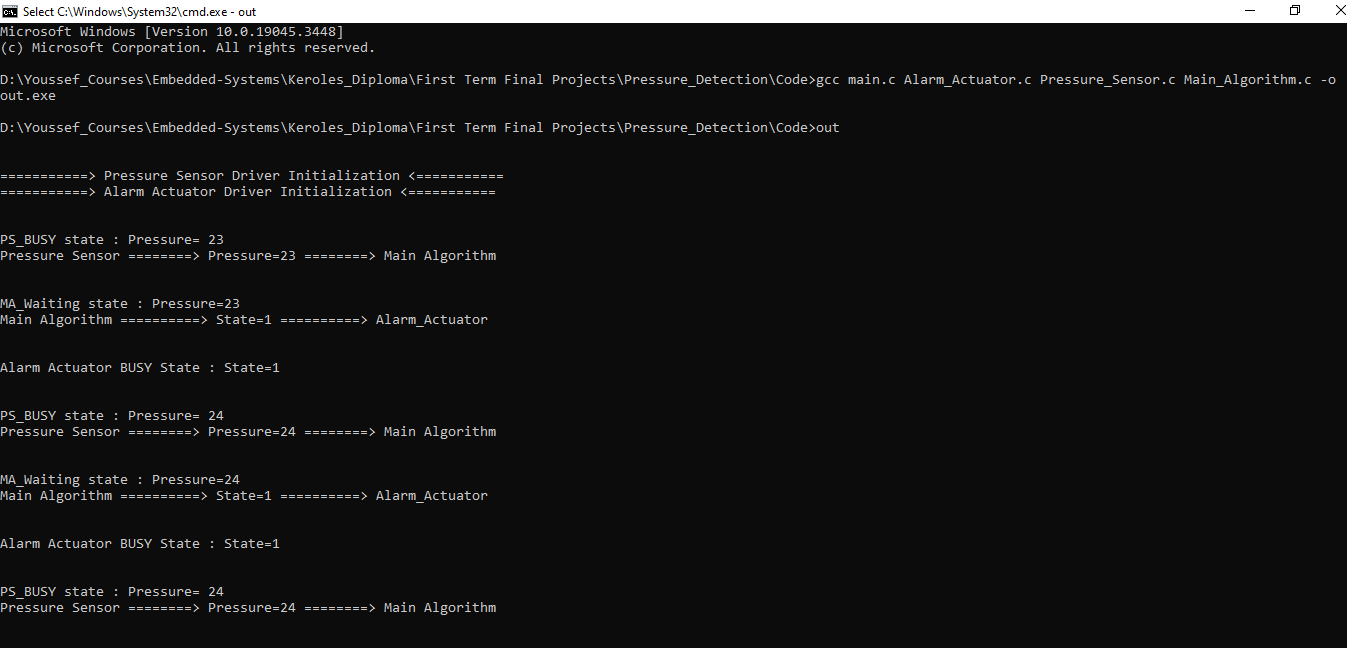 Select C:\Windows\System32\cmd.exe - out
Microsoft Windows [Version 10.0.19045.3448]
(c) Microsoft Corporation. All rights reserved.
D:\Youssef_Courses\Embedded-Systems\Keroles_Diploma\First Term Final Projects\Pressure_Detection\Code>gcc main.c Alarm_Actuator.c Pressure_Sensor.c Main_Algorithm.c -o
out.exe
D:\Youssef_Courses\Embedded-Systems\Keroles_Diploma\First Term Final Projects\Pressure_Detection\Code>out
===========> Pressure Sensor Driver Initialization <===========
===========> Alarm Actuator Driver Initialization <===========
PS_BUSY state : Pressure= 23
Pressure Sensor ========> Pressure=23 ========> Main Algorithm
MA_Waiting state : Pressure=23
Main Algorithm ==========> State=1 ==========> Alarm_Actuator
Alarm Actuator BUSY State : State=1
PS_BUSY state : Pressure= 24
Pressure Sensor ========> Pressure=24 ========> Main Algorithm
MA_Waiting state : Pressure=24
Main Algorithm ==========> State=1 ==========> Alarm_Actuator
Alarm Actuator BUSY State : State=1
PS_BUSY state : Pressure= 24
Pressure Sensor ========> Pressure=24 ========> Main Algorithm